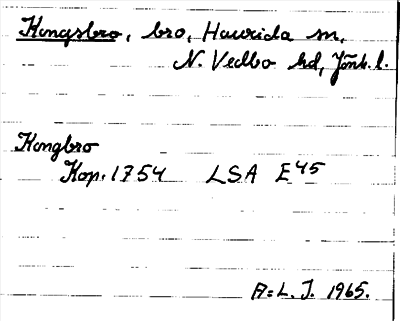 Kongsbro, bro, Haurida sn,
N. Vedbo hd, Jönk. l.
Kongbro
Kop. 1754 LSA E45
A=L. J. 1965.